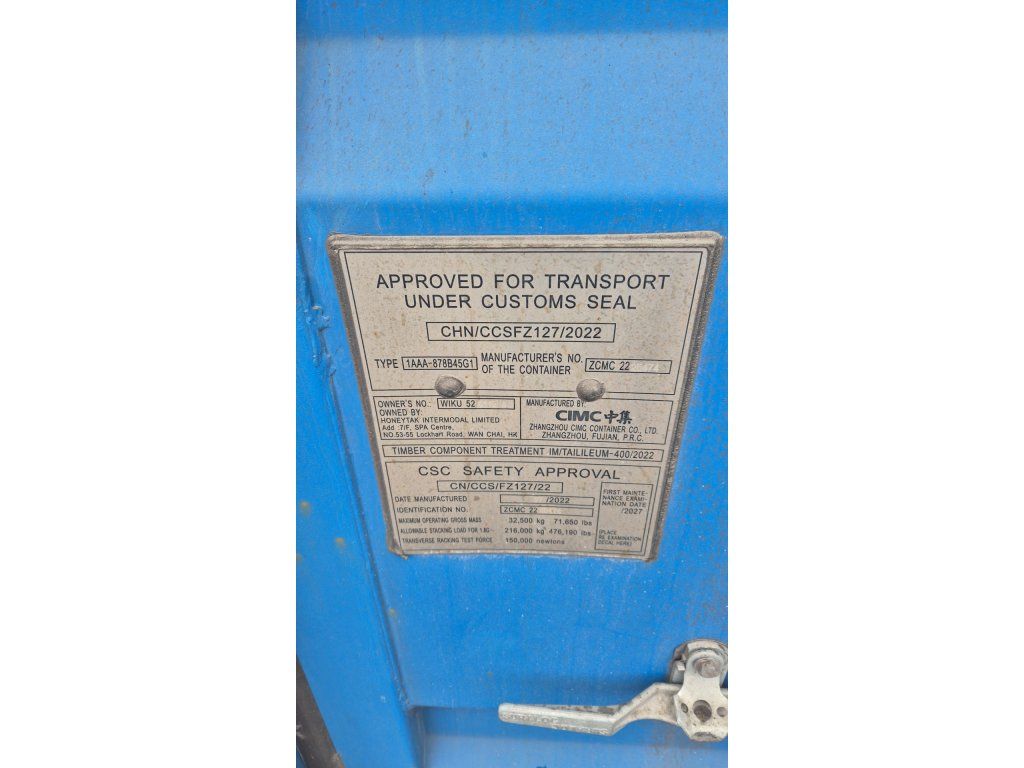 APPROVED FOR TRANSPORT
UNDER CUSTOMS SEAL
CHN/CCSFZ127/2022
TYPE 1AAA-878B45G1 MANUFACTURER'S NO. OF THE CONTAINER ZCMC 22
OWNER'S NO.: WIKU 52
OWNED BY:
HONEYTAK INTERMODAL LIMITED
Add :7/F, SPA Centre,
NO.53-55 Lockhart Road, WAN CHAI, HK
MANUFACTURED BY:
CIMC中集
ZHANGZHOU CIMC CONTAINER CO., LTD.
ZHANGZHOU, FUJIAN, P.R.C.
TIMBER COMPONENT TREATMENT IM/TAILILEUM-400/2022
CSC SAFETY APPROVAL
CN/CCS/FZ127/22
DATE MANUFACTURED /2022
IDENTIFICATION NO. ZCMC 22
MAXIMUM OPERATING GROSS MASS 32,500 kg 71,650 lbs
ALLOWABLE STACKING LOAD FOR 1.8G 216,000 kg 476,190 lbs
TRANSVERSE RACKING TEST FORCE 150,000 newtons
FIRST MAINTE-
NANCE EXAMI-
NATION DATE
/2027
(PLACE
RE EXAMINATION
DECAL HERE)